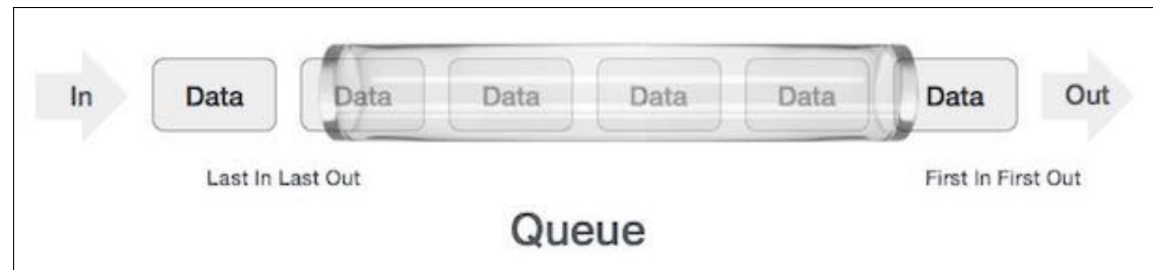 In Data Data Data Data Data Data Out
Last In Last Out First In First Out
Queue